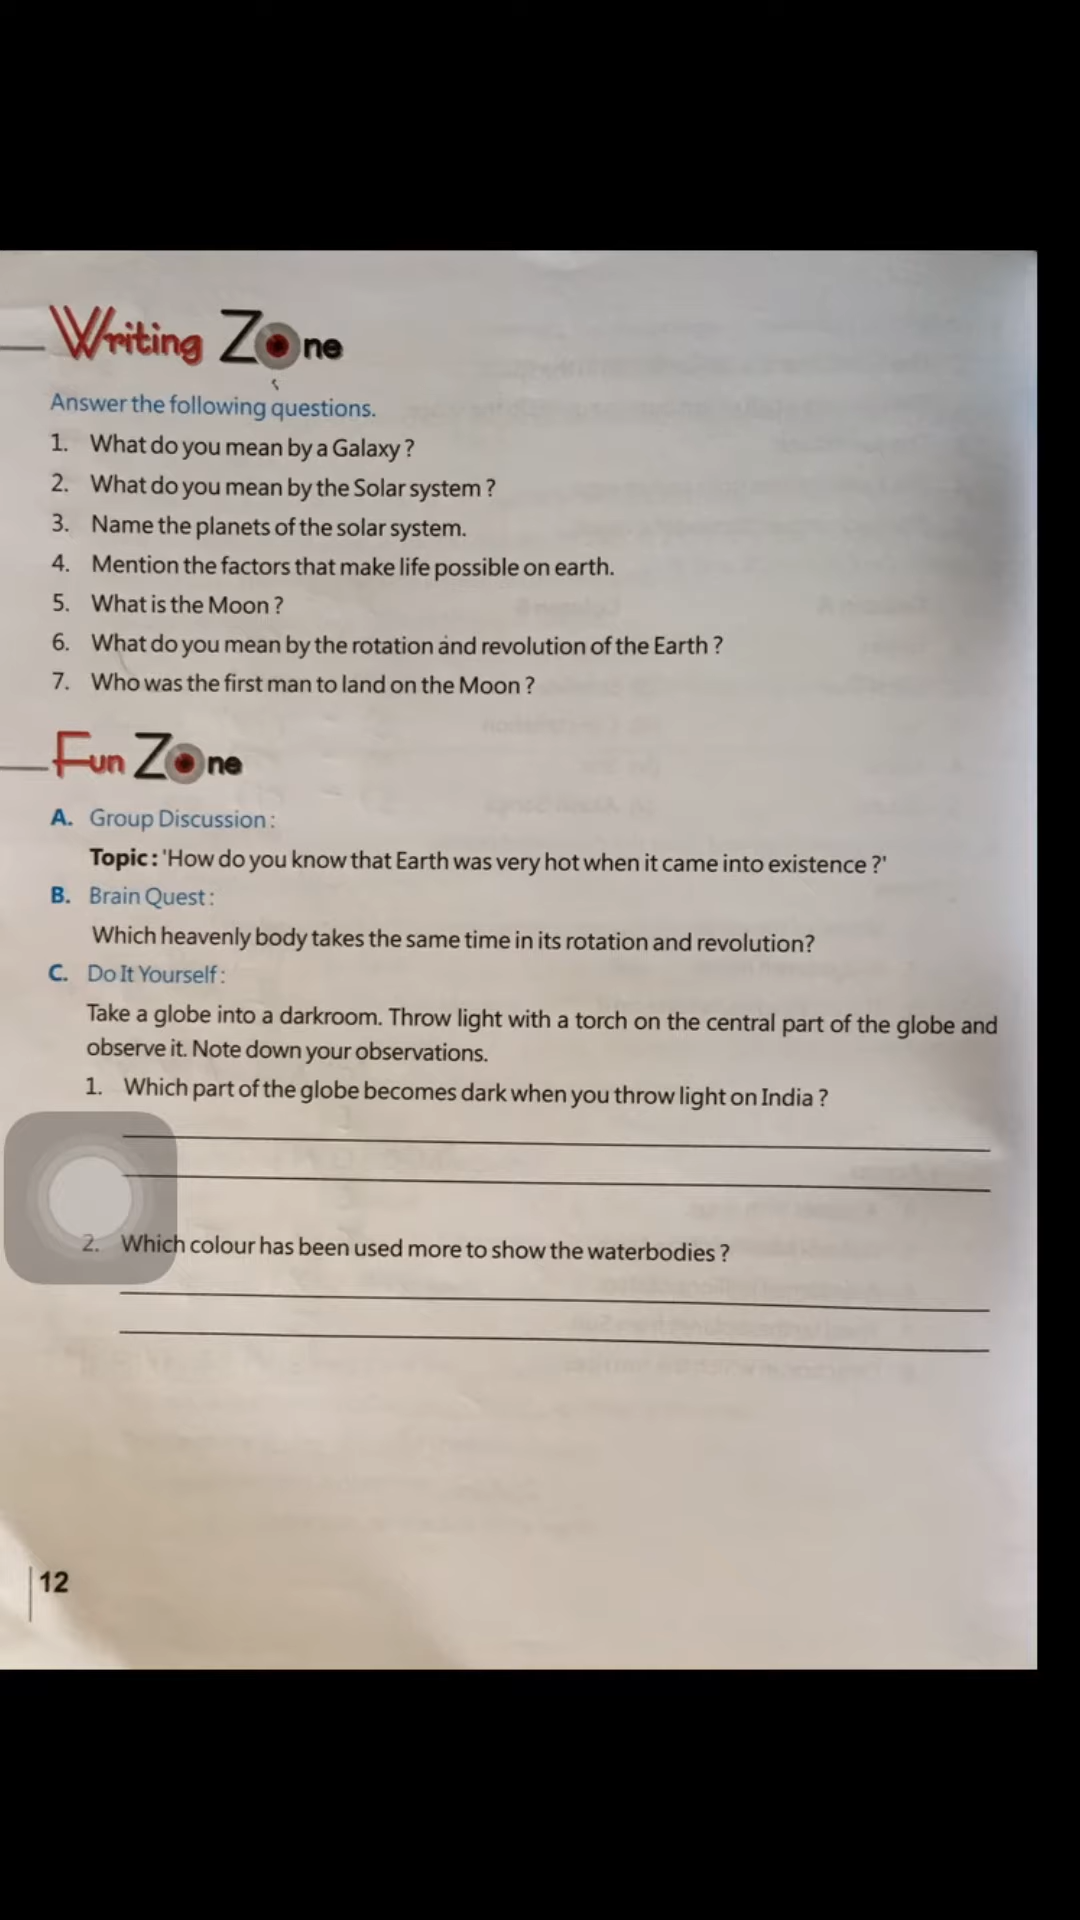 Writing Zone
Answer the following questions.
1. What do you mean by a Galaxy ?
2. What do you mean by the Solar system ?
3. Name the planets of the solar system.
4. Mention the factors that make life possible on earth.
5. What is the Moon ?
6. What do you mean by the rotation and revolution of the Earth ?
7. Who was the first man to land on the Moon ?
Fun Zone
A. Group Discussion :
Topic : 'How do you know that Earth was very hot when it came into existence ?'
B. Brain Quest :
Which heavenly body takes the same time in its rotation and revolution?
C. Do It Yourself :
Take a globe into a darkroom. Throw light with a torch on the central part of the globe and
observe it. Note down your observations.
1. Which part of the globe becomes dark when you throw light on India ?
2. Which colour has been used more to show the waterbodies ?
12